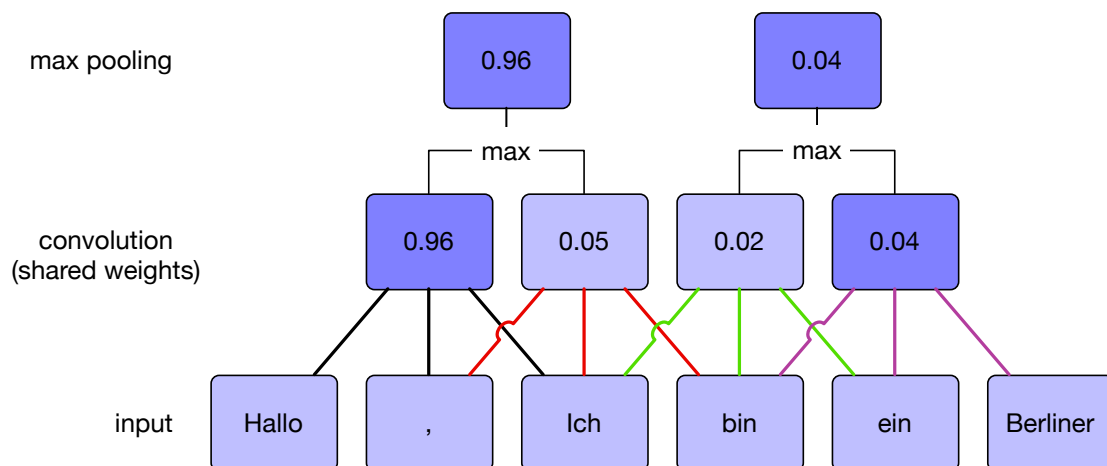 max pooling
0.96
0.04
max
max
convolution
(shared weights)
0.96
0.05
0.02
0.04
input
Hallo
,
Ich
bin
ein
Berliner